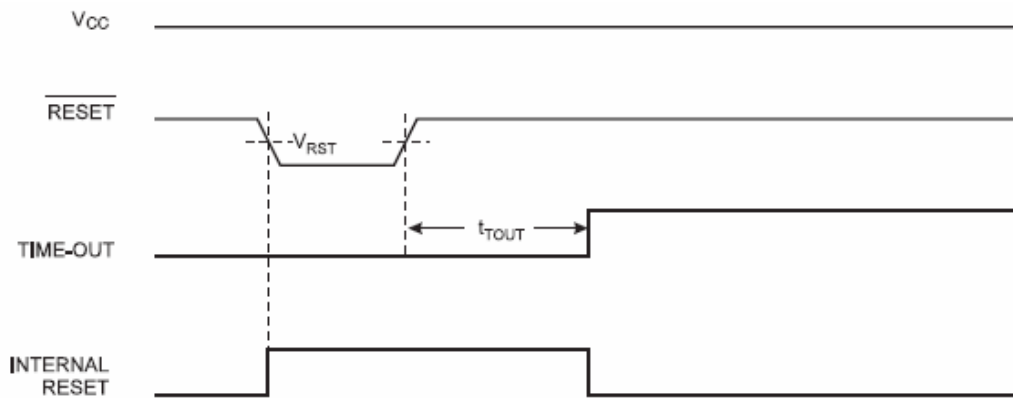 VCC
RESET
VRST
tTOUT
TIME-OUT
INTERNAL
RESET